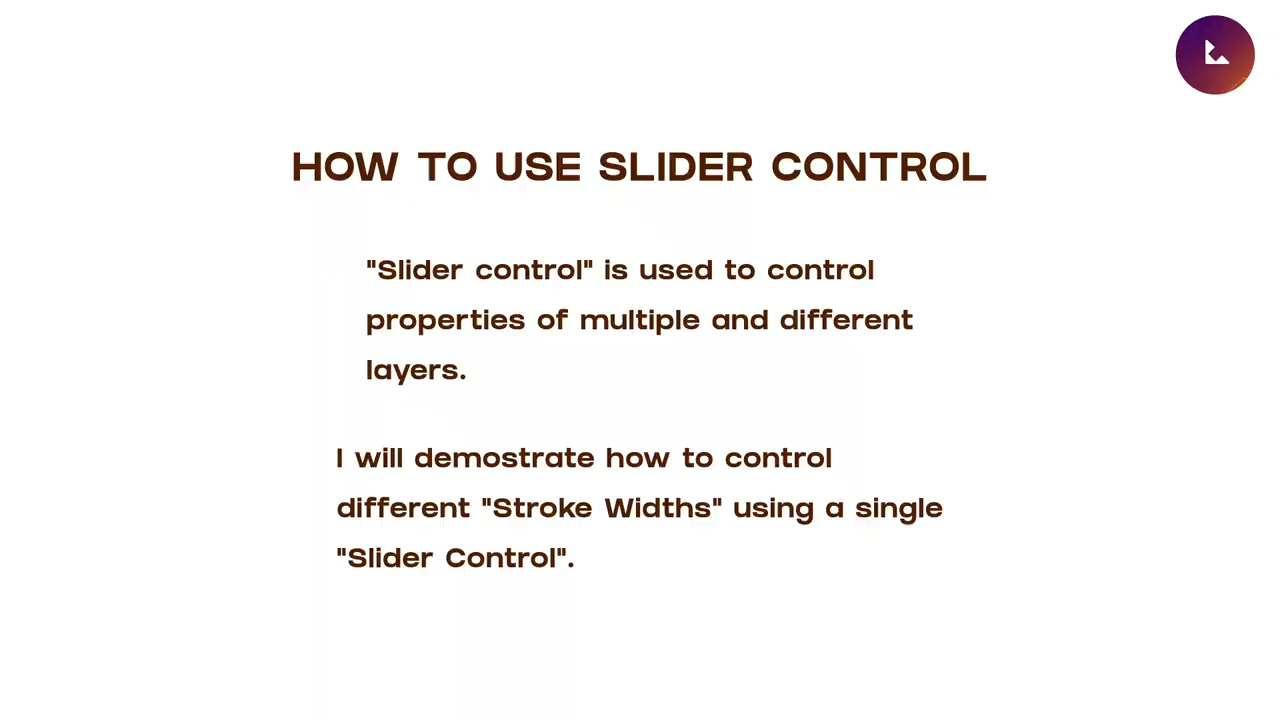 HOW TO USE SLIDER CONTROL
"Slider control" is used to control
properties of multiple and different
layers.
I will demostrate how to control
different "Stroke Widths" using a single
"Slider Control".